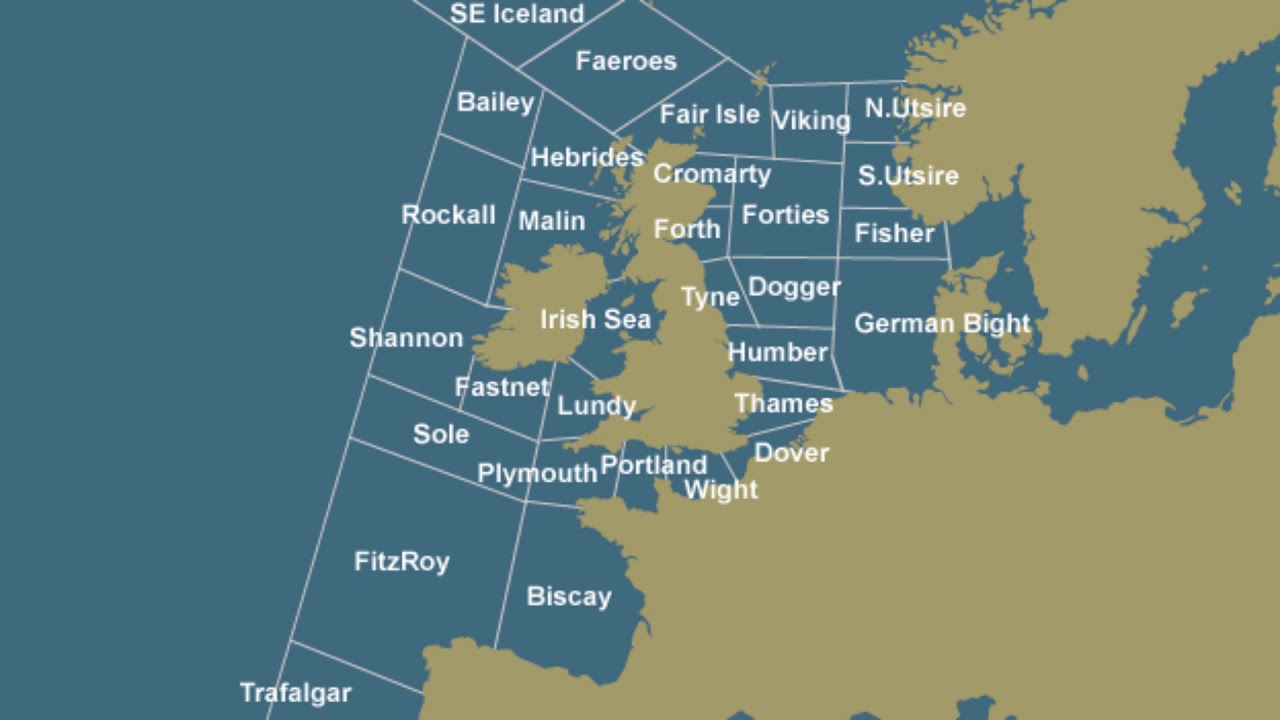 SE Iceland
Faeroes
Bailey
Fair Isle
Viking
N.Utsire
Hebrides
Cromarty
S.Utsire
Rockall
Malin
Forth
Forties
Fisher
Tyne
Dogger
Shannon
Irish Sea
German Bight
Humber
Fastnet
Lundy
Thames
Sole
Plymouth
Portland
Dover
Wight
FitzRoy
Biscay
Trafalgar